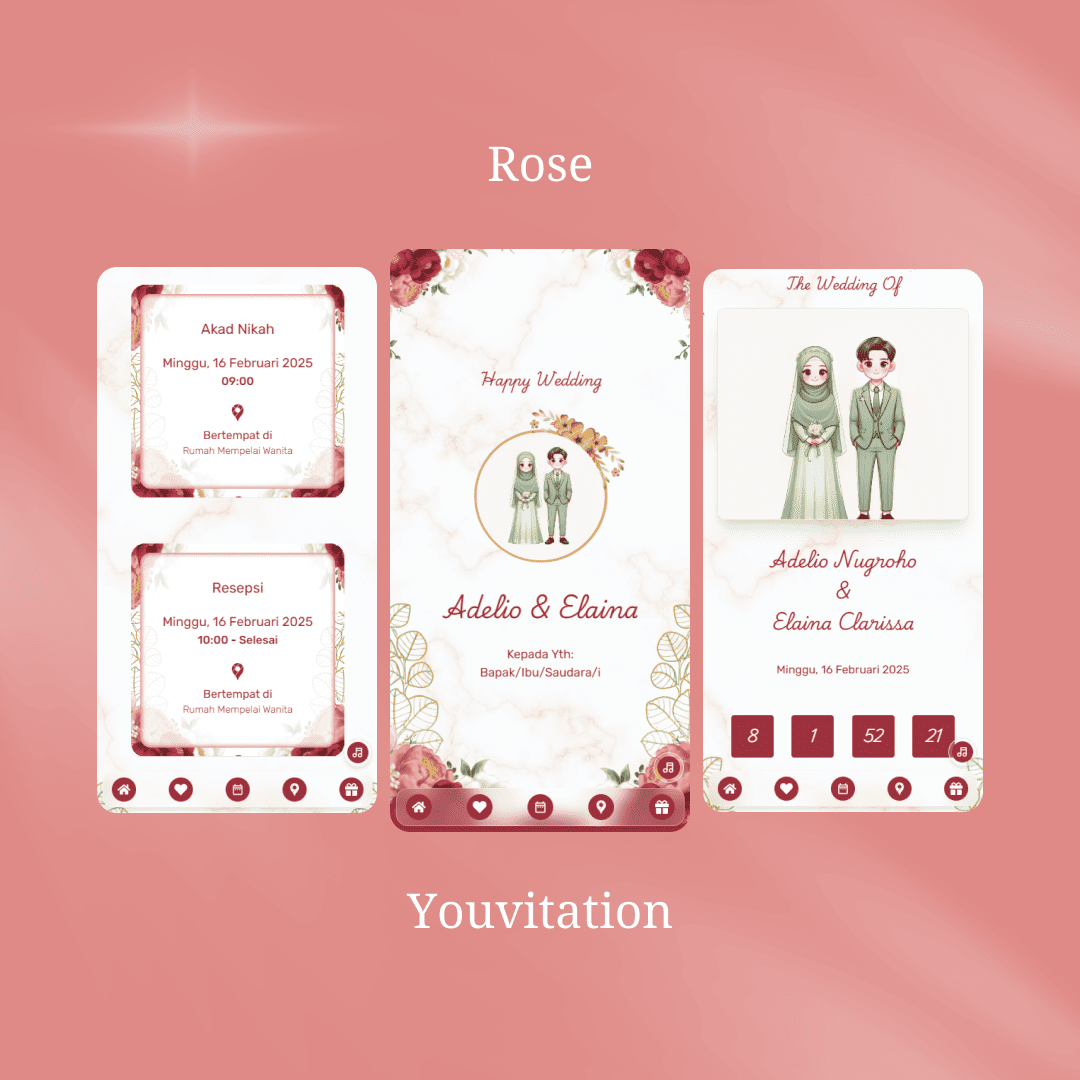 Rose
Akad Nikah
Minggu, 16 Februari 2025
09:00
Bertempat di
Rumah Mempelai Wanita
Resepsi
Minggu, 16 Februari 2025
10:00 - Selesai
Bertempat di
Rumah Mempelai Wanita
Happy Wedding
Adelio & Elaina
Kepada Yth:
Bapak/Ibu/Saudara/i
The Wedding Of
Adelio Nugroho
&
Elaina Clarissa
Minggu, 16 Februari 2025
8 1 52 21
Youvitation